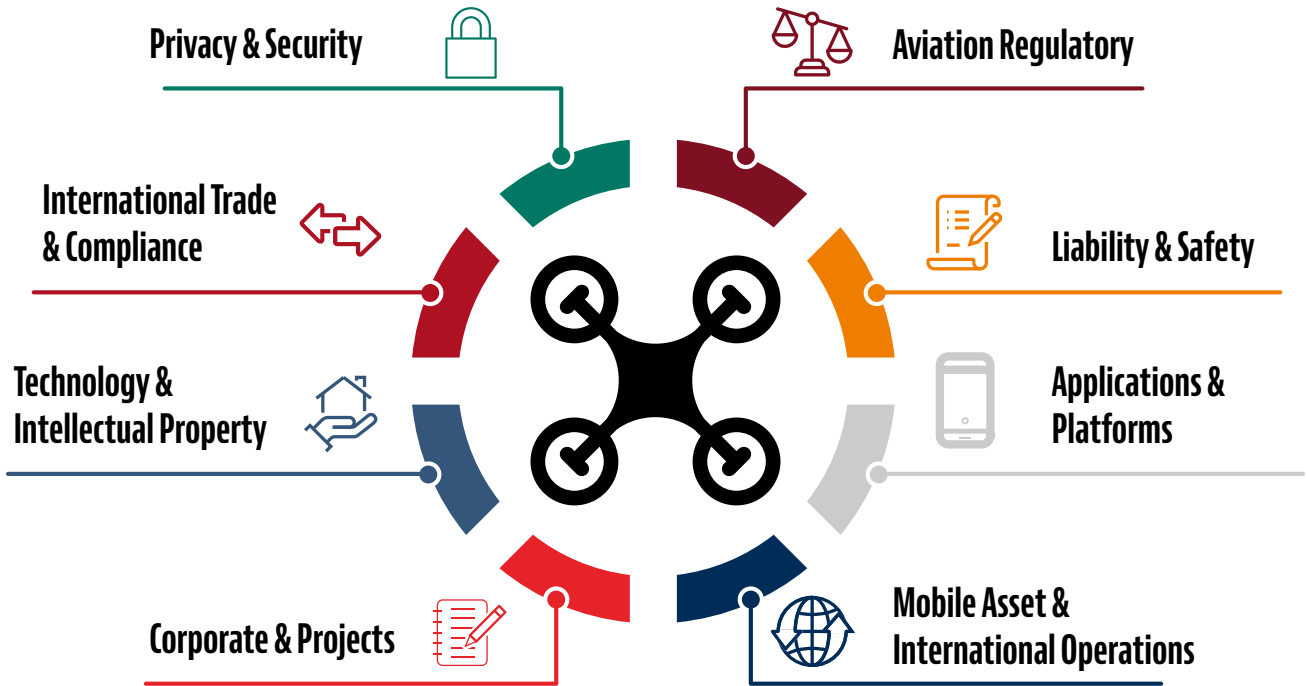 Privacy & Security
Aviation Regulatory
International Trade
& Compliance
Liability & Safety
Technology &
Intellectual Property
Applications &
Platforms
Corporate & Projects
Mobile Asset &
International Operations